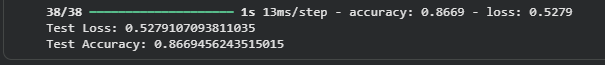 38/38 ━━━━━━━━━━━━━━━━━━━━ 1s 13ms/step - accuracy: 0.8669 - loss: 0.5279
Test Loss: 0.5279107093811035
Test Accuracy: 0.8669456243515015